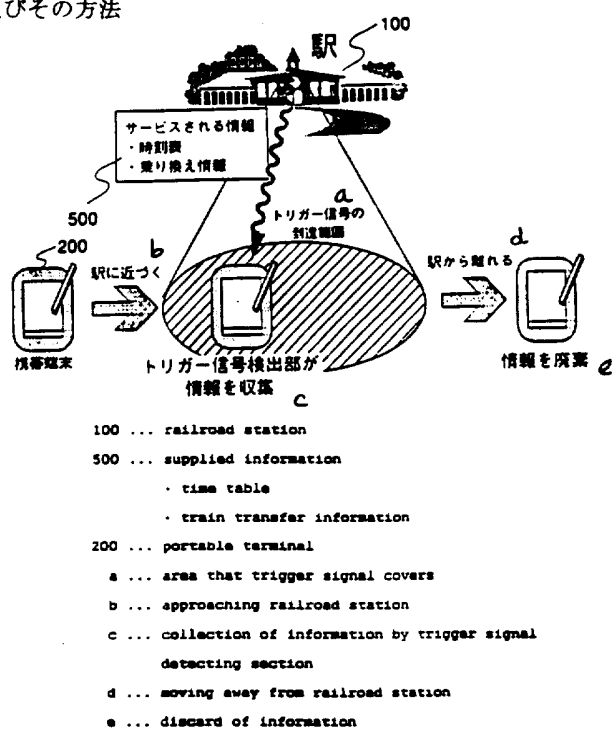 びその方法
駅
100
サービスされる情報
・時刻表
・乗り換え情報
500
a
トリガー信号の
到達範囲
200
b
駅に近づく
d
駅から離れる
携帯端末
トリガー信号検出部が
情報を収集
c
情報を廃棄
e
100 ... railroad station
500 ... supplied information
・ time table
・ train transfer information
200 ... portable terminal
a ... area that trigger signal covers
b ... approaching railroad station
c ... collection of information by trigger signal
detecting section
d ... moving away from railroad station
e ... discard of information